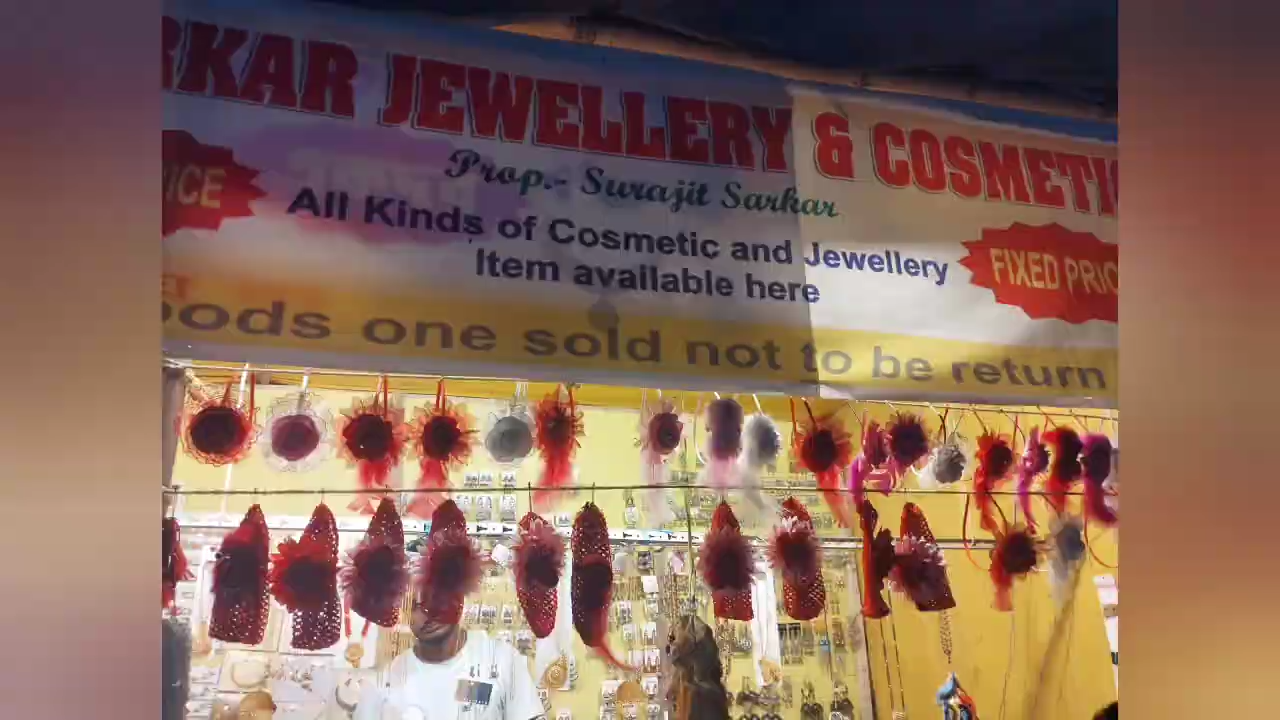 RKAR JEWELLERY & COSMETI
Prop.- Surajit Sarkar
ICE
All Kinds of Cosmetic and Jewellery
Item available here
FIXED PRIC
oods one sold not to be return